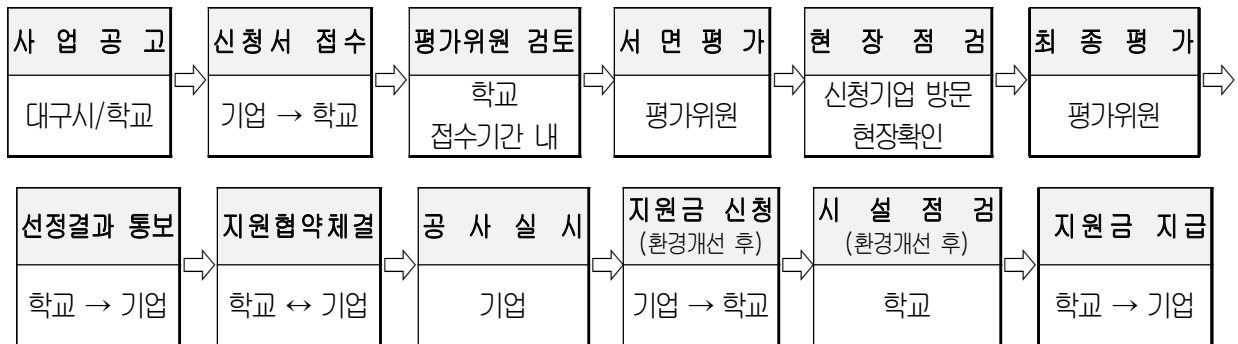 사 업 공 고
신청서 접수
평가위원 검토
서 면 평 가
현 장 점 검
최 종 평 가
대구시/학교
기업 → 학교
학교
접수기간 내
평가위원
신청기업 방문
현장확인
평가위원
선정결과 통보
지원협약체결
공 사 실 시
지원금 신청
(환경개선 후)
시 설 점 검
(환경개선 후)
지원금 지급
학교 → 기업
학교 ↔ 기업
기업
기업 → 학교
학교
학교 → 기업